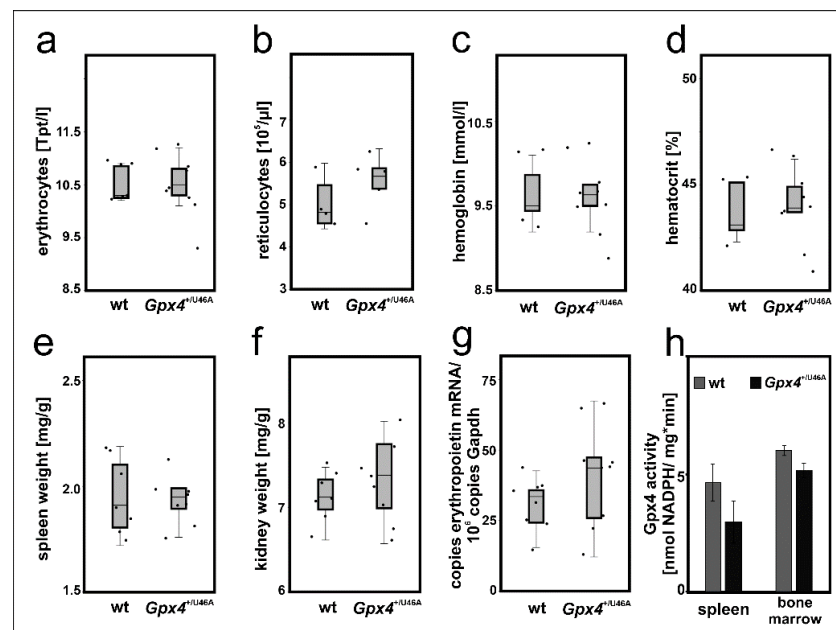 a
erythrocytes [Tpt/l]
11.5
10.5
10.5
8.5
wt Gpx4+/U46A
b
reticulocytes [10⁵/µl]
7
6
5
4
5
3
wt Gpx4+/U46A
c
hemoglobin [mmol/l]
10.5
9.5
8.5
wt Gpx4+/U46A
d
hematocrit [%]
50
45
40
wt Gpx4+/U46A
e
spleen weight [mg/g]
2.5
2.0
1.5
wt Gpx4+/U46A
f
kidney weight [mg/g]
8
7
6
wt Gpx4+/U46A
g
copies erythropoietin mRNA/
10⁶ copies Gapdh
75
50
25
0
wt Gpx4+/U46A
h
wt Gpx4+/U46A
Gpx4 activity
[nmol NADPH/ mg*min]
5
0
spleen bone
marrow